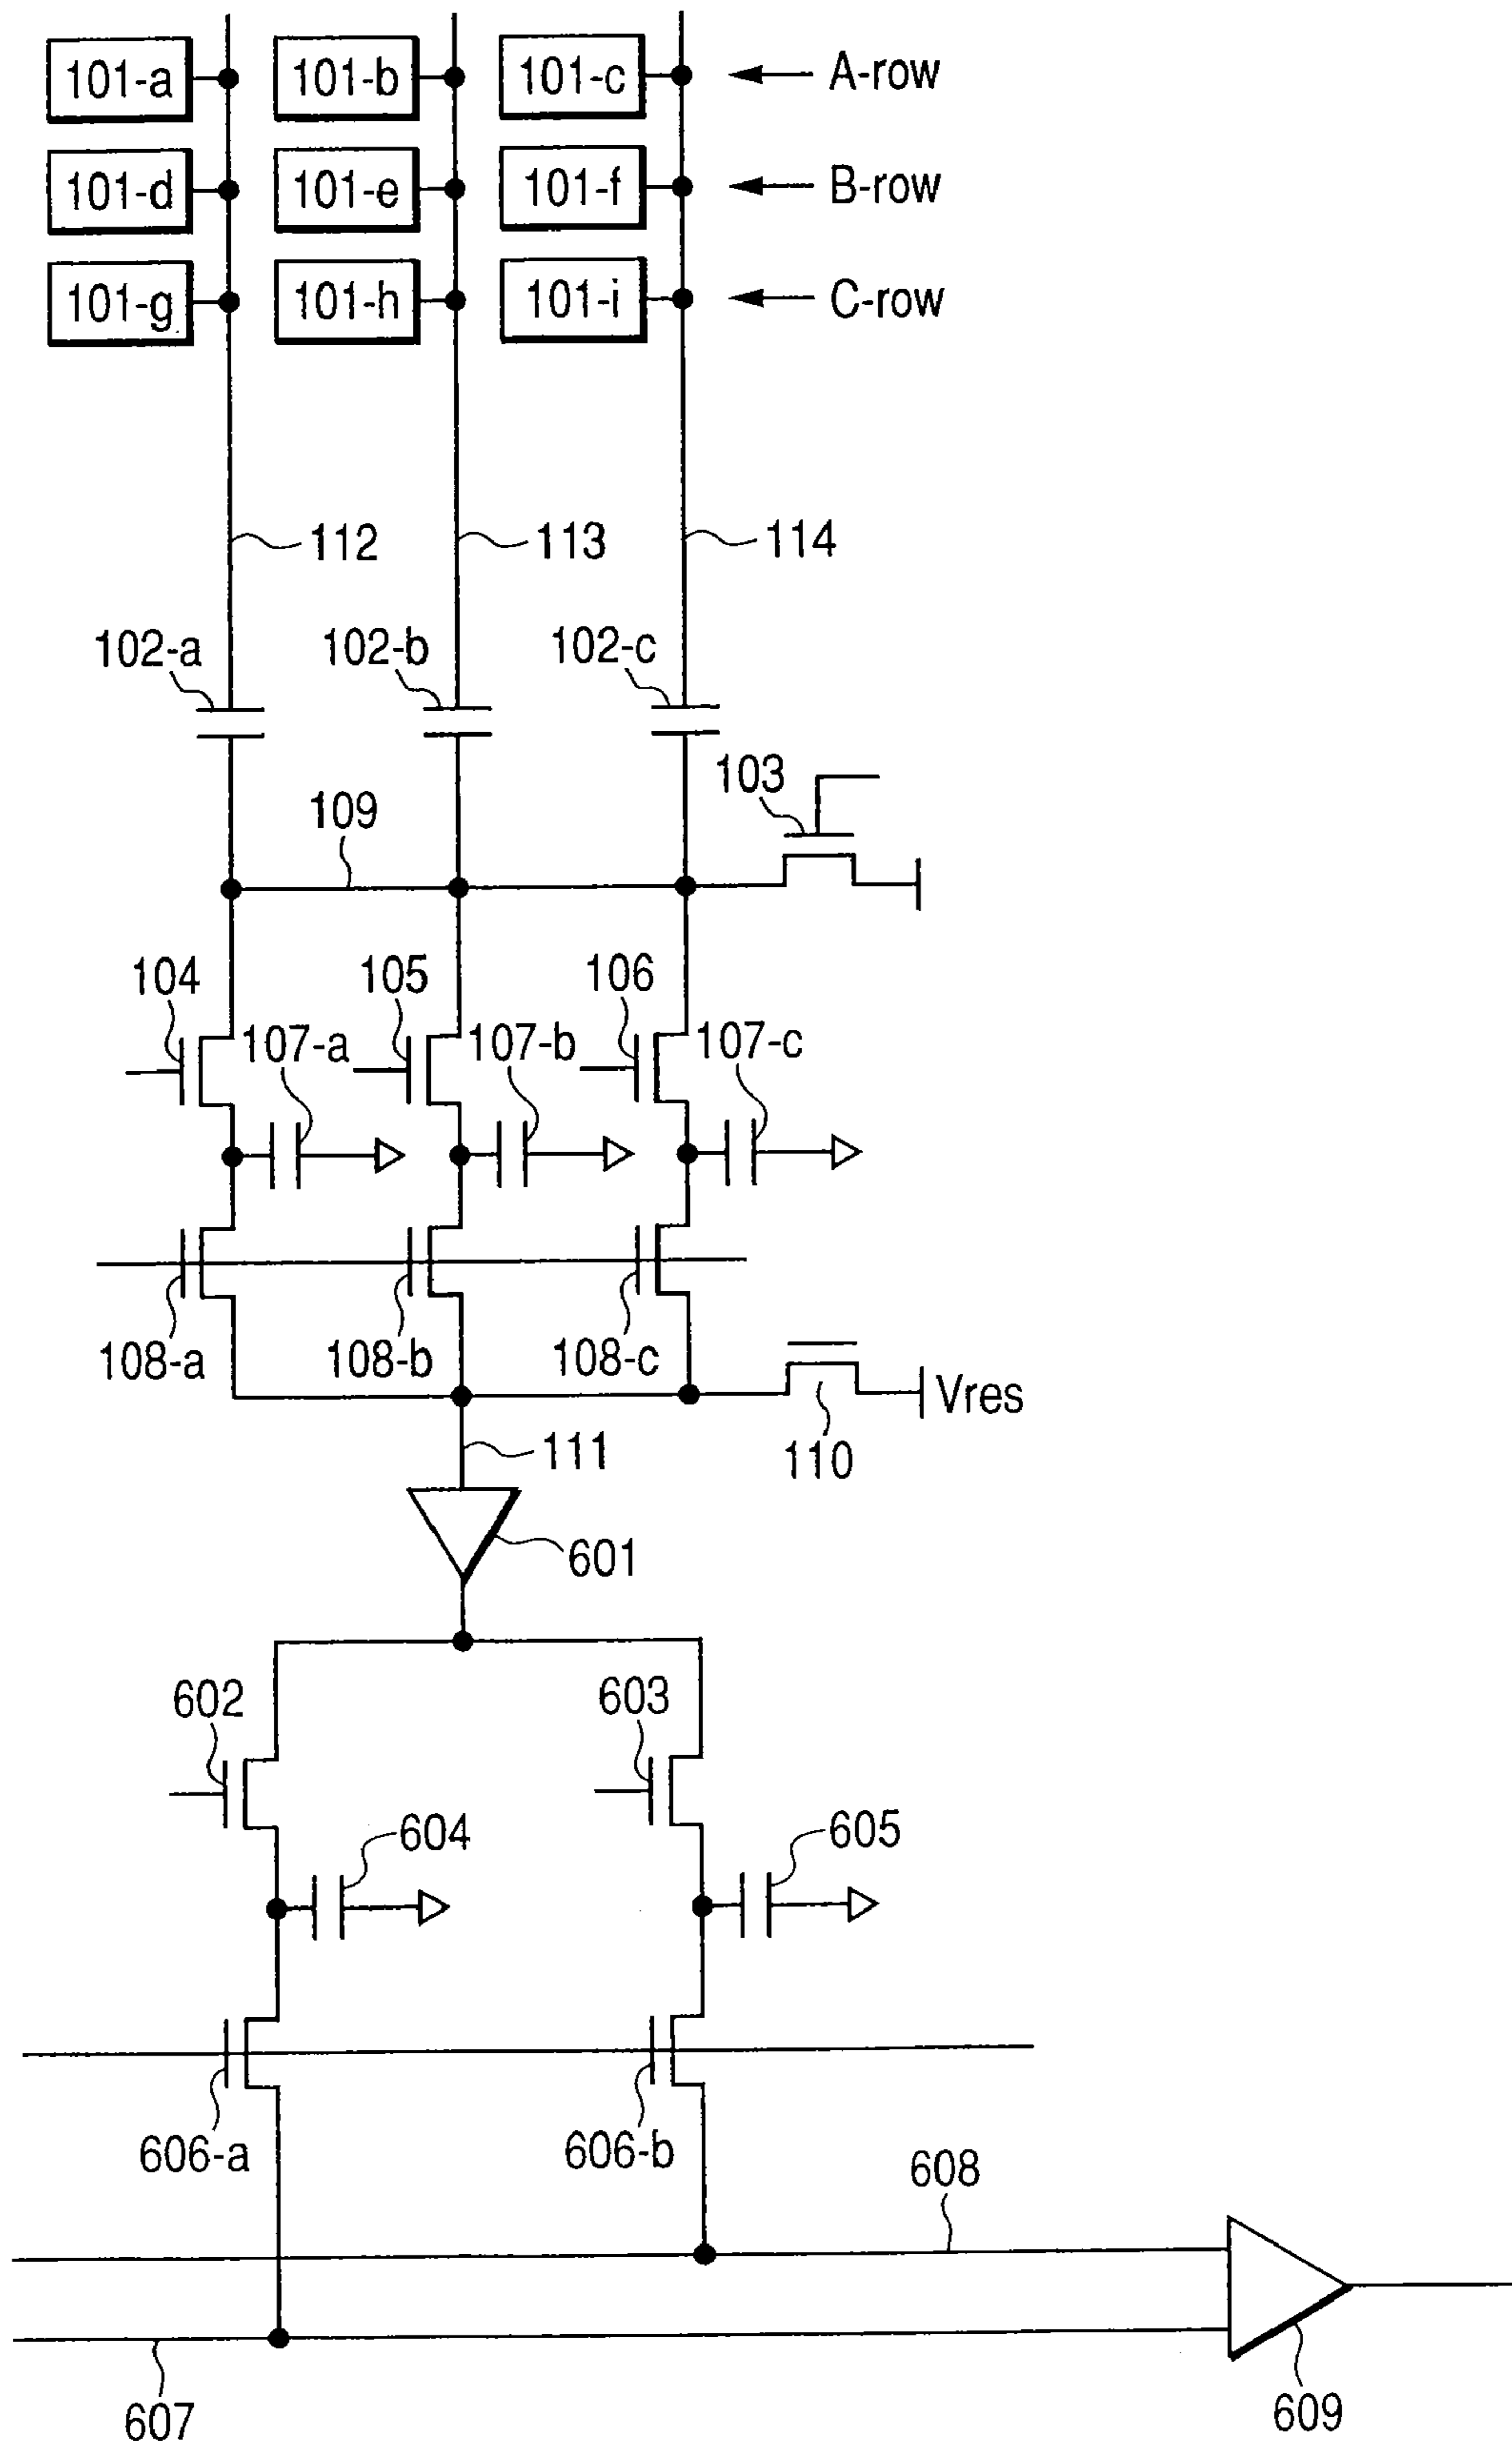 101-a 101-b 101-c A-row
101-d 101-e 101-f B-row
101-g 101-h 101-i C-row
112 113 114
102-a 102-b 102-c
103
109
104 105 106
107-a 107-b 107-c
108-a 108-b 108-c
Vres
110
111
601
602 603
604 605
606-a 606-b
608
607
609